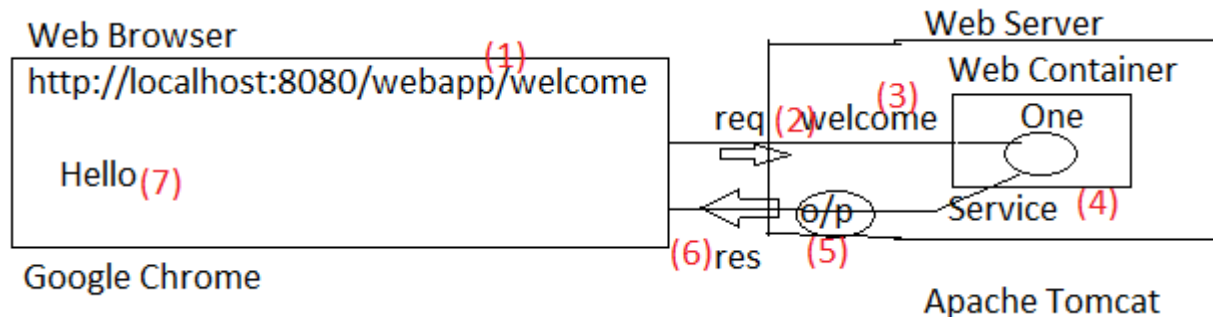 Web Browser
(1)
http://localhost:8080/webapp/welcome
Hello (7)
Google Chrome
req (2) welcome (3)
o/p
(5)
(6) res
Web Server
Web Container
One
Service (4)
Apache Tomcat